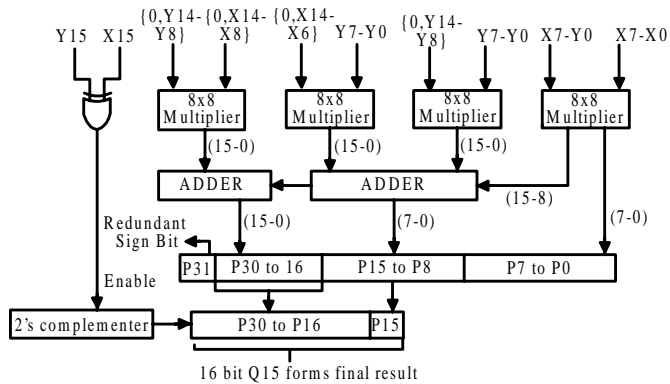 Y15 X15 {0,Y14-Y8} {0,X14-X8} {0,X14-X6} Y7-Y0 {0,Y14-Y8} Y7-Y0 X7-Y0 X7-X0
8x8 Multiplier
8x8 Multiplier
8x8 Multiplier
8x8 Multiplier
(15-0) (15-0) (15-0)
ADDER ADDER
(15-8)
(15-0) (7-0) (7-0)
Redundant
Sign Bit
P31 P30 to 16 P15 to P8 P7 to P0
Enable
2's complementer P30 to P16 P15
16 bit Q15 forms final result